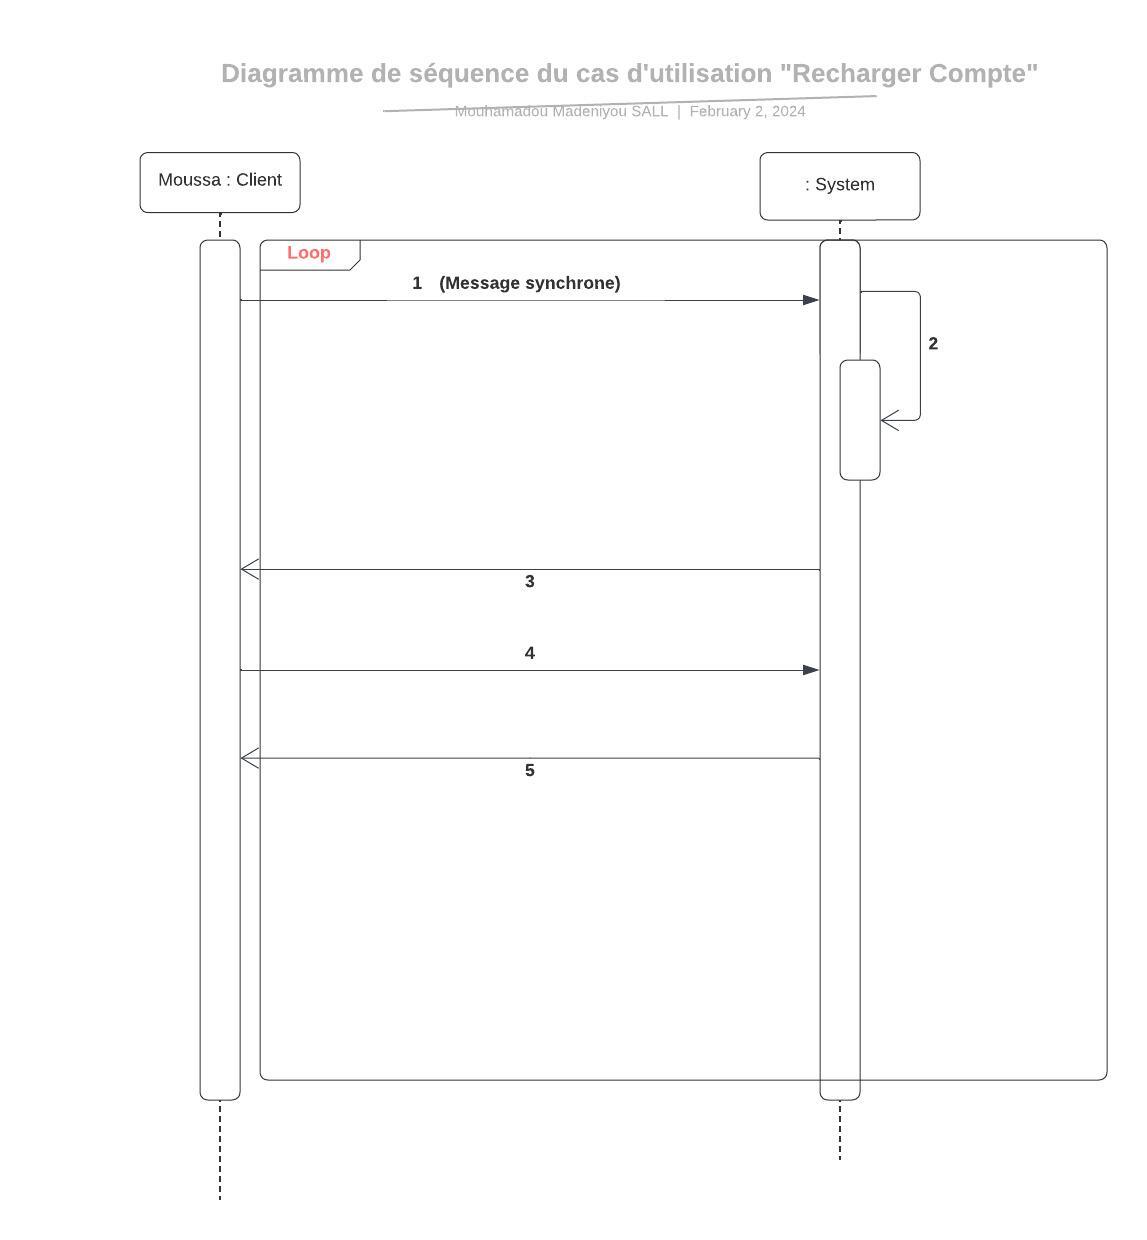 Diagramme de séquence du cas d'utilisation "Recharger Compte"
Mouhamadou Madeniyou SALL | February 2, 2024
Moussa : Client
: System
Loop
1 (Message synchrone)
2
3
4
5